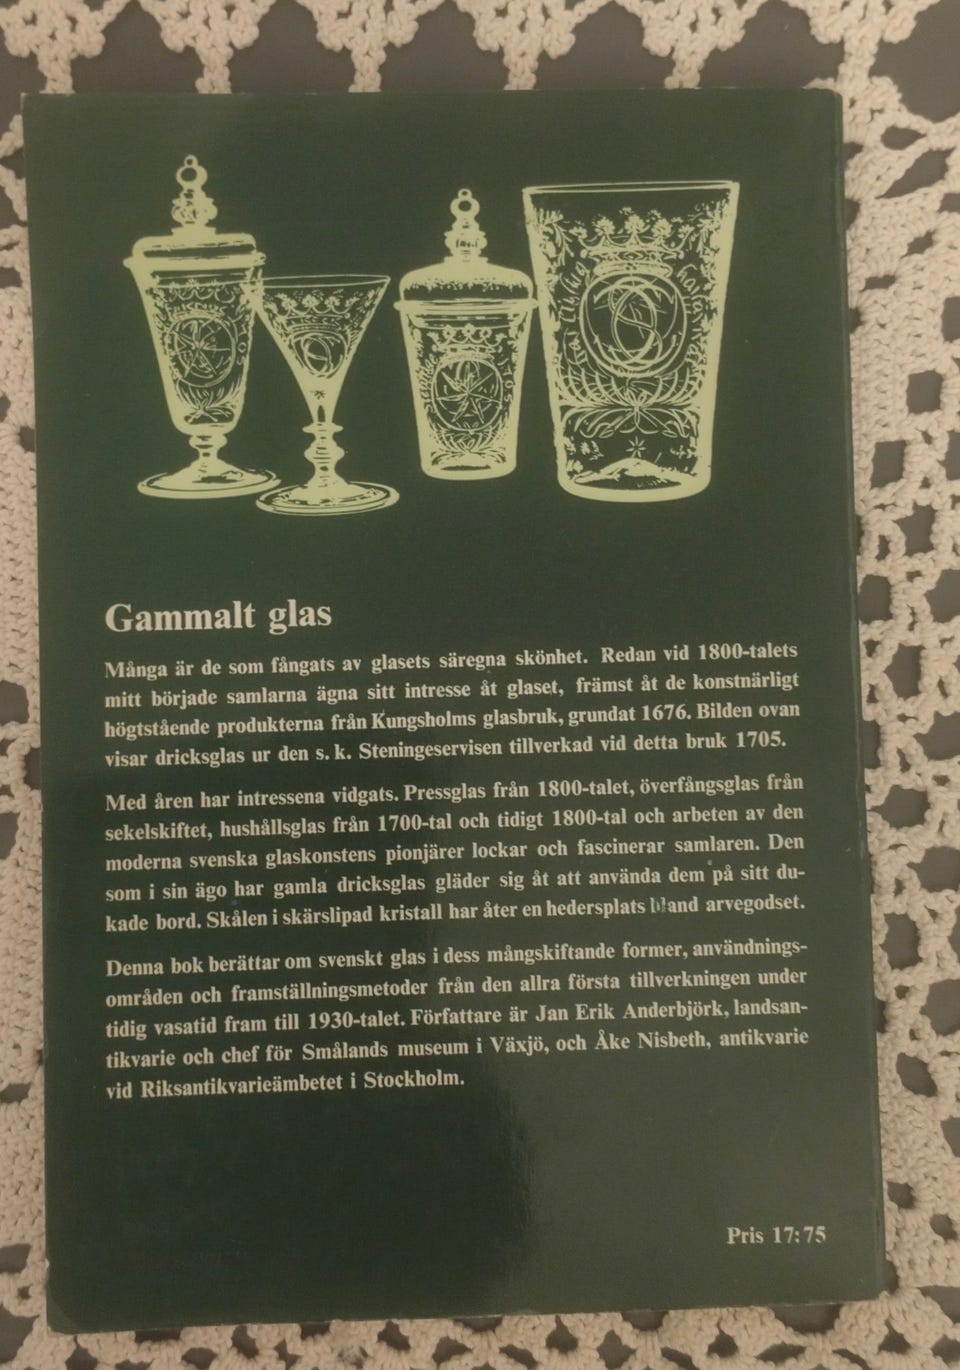 Gammalt glas
Många är de som fångats av glasets säregna skönhet. Redan vid 1800-talets
mitt började samlarna ägna sitt intresse åt glaset, främst åt de konstnärligt
högtstående produkterna från Kungsholms glasbruk, grundat 1676. Bilden ovan
visar dricksglas ur den s. k. Steningeservisen tillverkad vid detta bruk 1705.
Med åren har intressena vidgats. Pressglas från 1800-talet, överfångsglas från
sekelskiftet, hushållsglas från 1700-tal och tidigt 1800-tal och arbeten av den
moderna svenska glaskonstens pionjärer lockar och fascinerar samlaren. Den
som i sin ägo har gamla dricksglas gläder sig åt att använda dem på sitt du-
kade bord. Skålen i skärslipad kristall har åter en hedersplats bland arvegodset.
Denna bok berättar om svenskt glas i dess mångskiftande former, användnings-
områden och framställningsmetoder från den allra första tillverkningen under
tidig vasatid fram till 1930-talet. Författare är Jan Erik Anderbjörk, landsan-
tikvarie och chef för Smålands museum i Växjö, och Åke Nisbeth, antikvarie
vid Riksantikvarieämbetet i Stockholm.
Pris 17:75